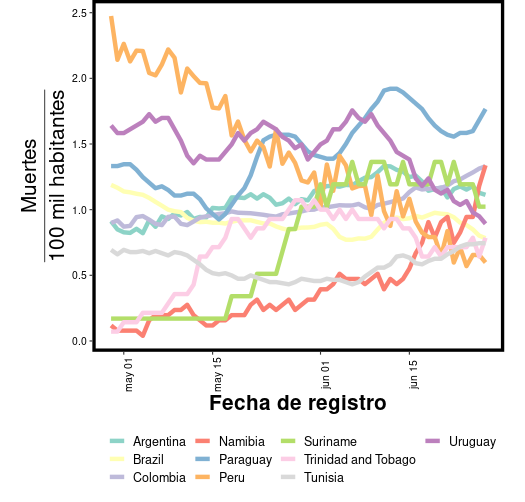 Muertes
100 mil habitantes
2.5
2.0
1.5
1.0
0.5
0.0
may 01
may 15
jun 01
jun 15
Fecha de registro
Argentina
Namibia
Suriname
Uruguay
Brazil
Paraguay
Trinidad and Tobago
Colombia
Peru
Tunisia